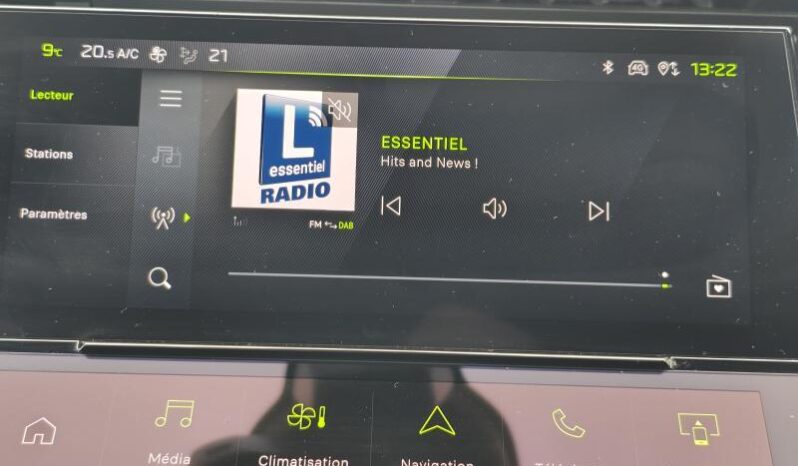 9°C 20.5 A/C 21
4G 13:22
Lecteur
Stations
Paramètres
L
essentiel
RADIO
ESSENTIEL
Hits and News !
FM DAB
Média
Climatisation
Navigation